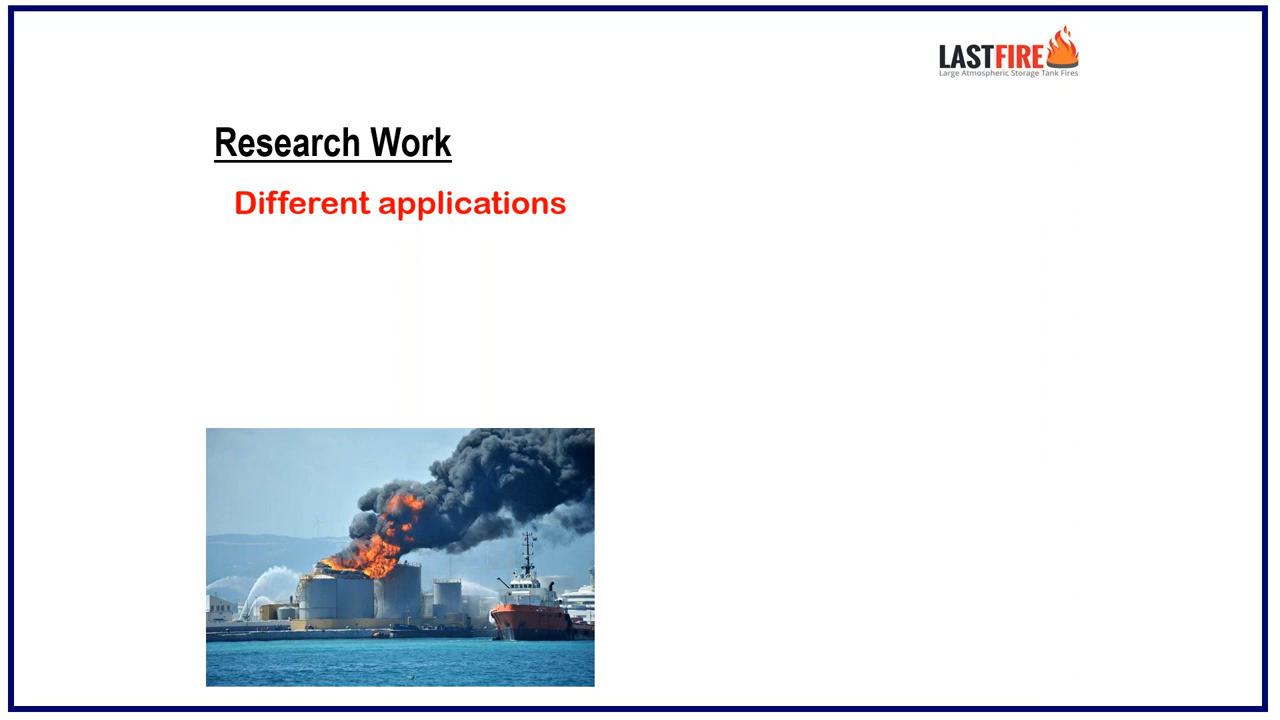 LASTFIRE
Large Atmospheric Storage Tank Fires
Research Work
Different applications